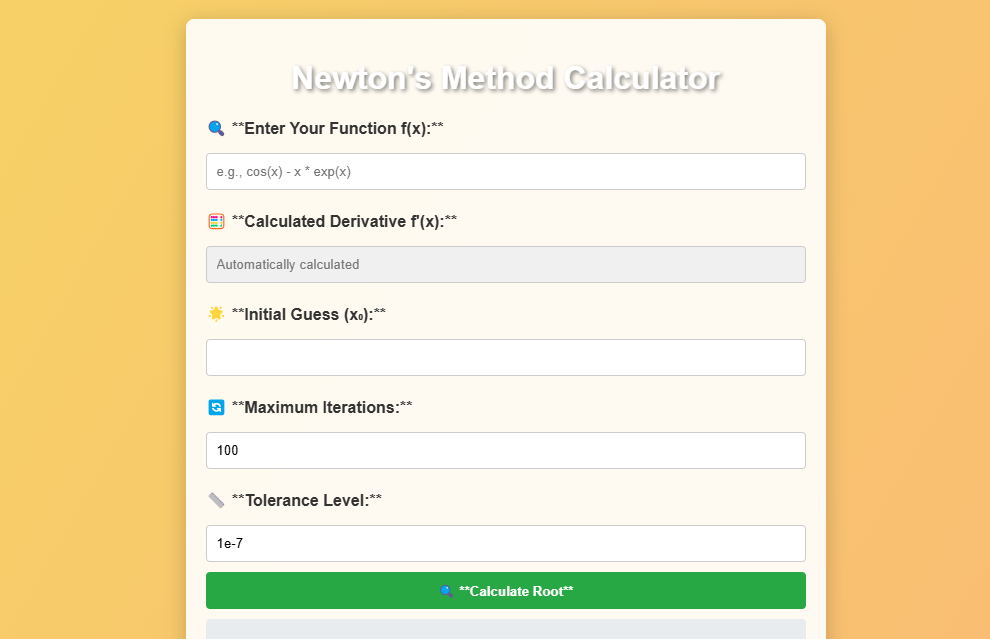 Newton's Method Calculator
🔍 **Enter Your Function f(x):**
e.g., cos(x) - x * exp(x)
🧮 **Calculated Derivative f'(x):**
Automatically calculated
🌟 **Initial Guess (x₀):**
🔄 **Maximum Iterations:**
100
📏 **Tolerance Level:**
1e-7
🔍 **Calculate Root**